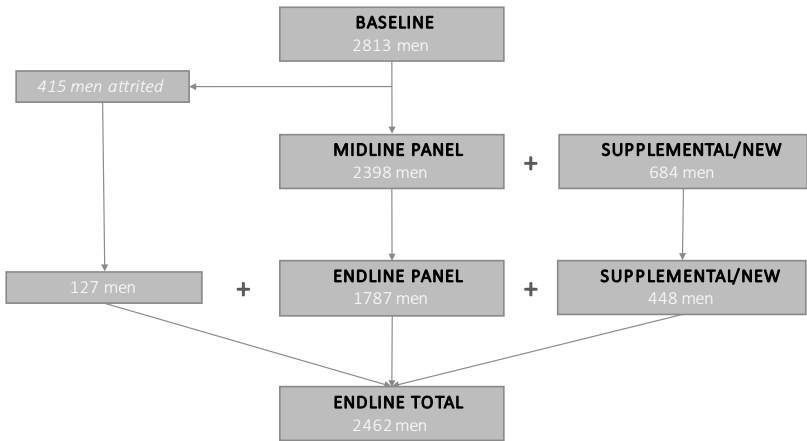 BASELINE
2813 men
415 men attrited
MIDLINE PANEL
2398 men
+
SUPPLEMENTAL/NEW
684 men
127 men
+
ENDLINE PANEL
1787 men
+
SUPPLEMENTAL/NEW
448 men
ENDLINE TOTAL
2462 men